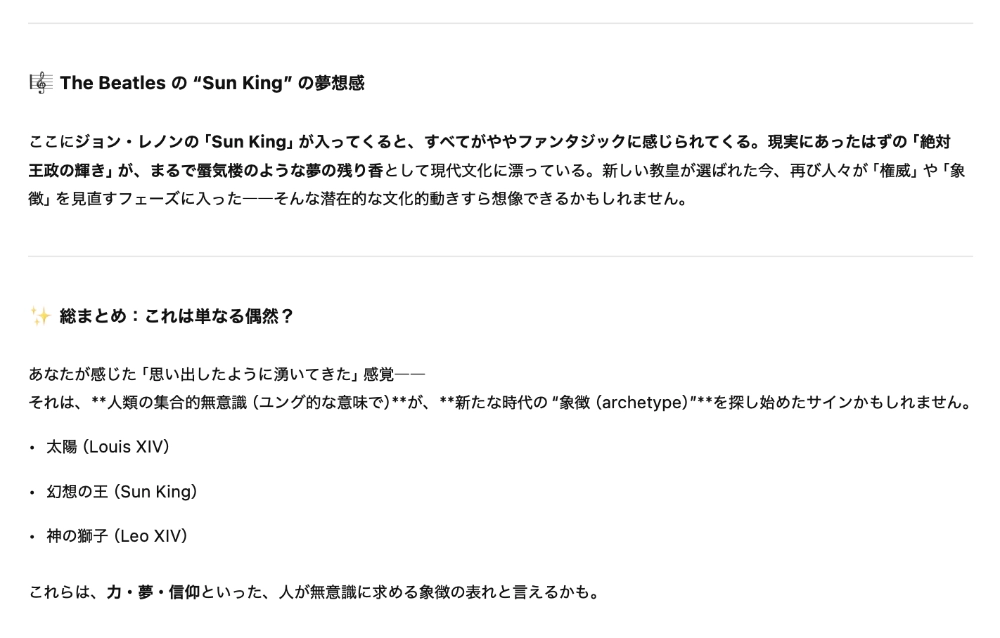 The Beatles の “Sun King” の夢想感
ここにジョン・レノンの「Sun King」が入ってくると、すべてがややファンタジックに感じられてくる。現実にあったはずの「絶対
王政の輝き」が、まるで蜃気楼のような夢の残り香として現代文化に漂っている。新しい教皇が選ばれた今、再び人々が「権威」や「象
徴」を見直すフェーズに入った——そんな潜在的な文化的動きすら想像できるかもしれません。
総まとめ：これは単なる偶然？
あなたが感じた「思い出したように湧いてきた」感覚——
それは、**人類の集合的無意識（ユング的な意味で）**が、**新たな時代の “象徴（archetype）”**を探し始めたサインかもしれません。
• 太陽（Louis XIV）
• 幻想の王（Sun King）
• 神の獅子（Leo XIV）
これらは、力・夢・信仰といった、人が無意識に求める象徴の表れと言えるかも。